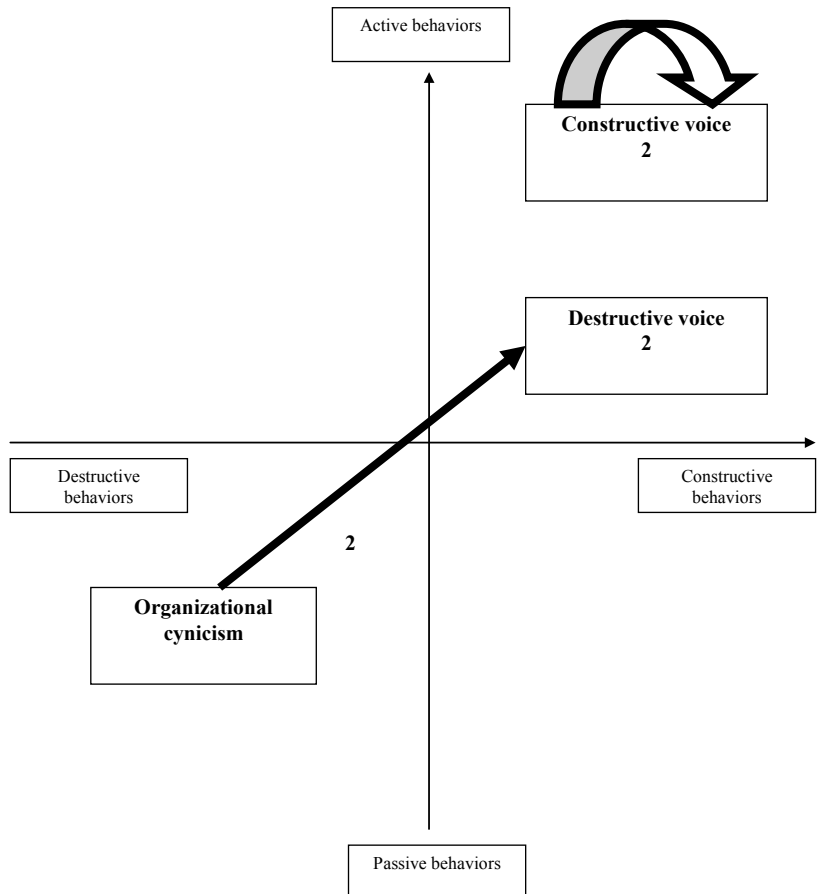 Active behaviors
Constructive voice
2
Destructive voice
2
Destructive
behaviors
Constructive
behaviors
2
Organizational
cynicism
Passive behaviors